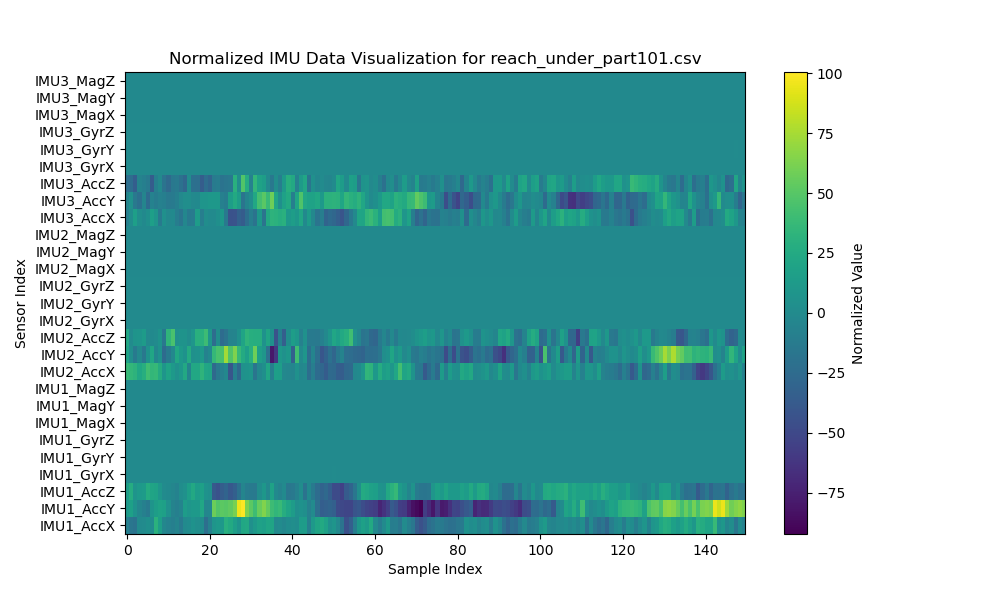 Normalized IMU Data Visualization for reach_under_part101.csv
Sensor Index
IMU3_MagZ
IMU3_MagY
IMU3_MagX
IMU3_GyrZ
IMU3_GyrY
IMU3_GyrX
IMU3_AccZ
IMU3_AccY
IMU3_AccX
IMU2_MagZ
IMU2_MagY
IMU2_MagX
IMU2_GyrZ
IMU2_GyrY
IMU2_GyrX
IMU2_AccZ
IMU2_AccY
IMU2_AccX
IMU1_MagZ
IMU1_MagY
IMU1_MagX
IMU1_GyrZ
IMU1_GyrY
IMU1_GyrX
IMU1_AccZ
IMU1_AccY
IMU1_AccX
0 20 40 60 80 100 120 140
Sample Index
100
75
50
25
0
−25
−50
−75
Normalized Value